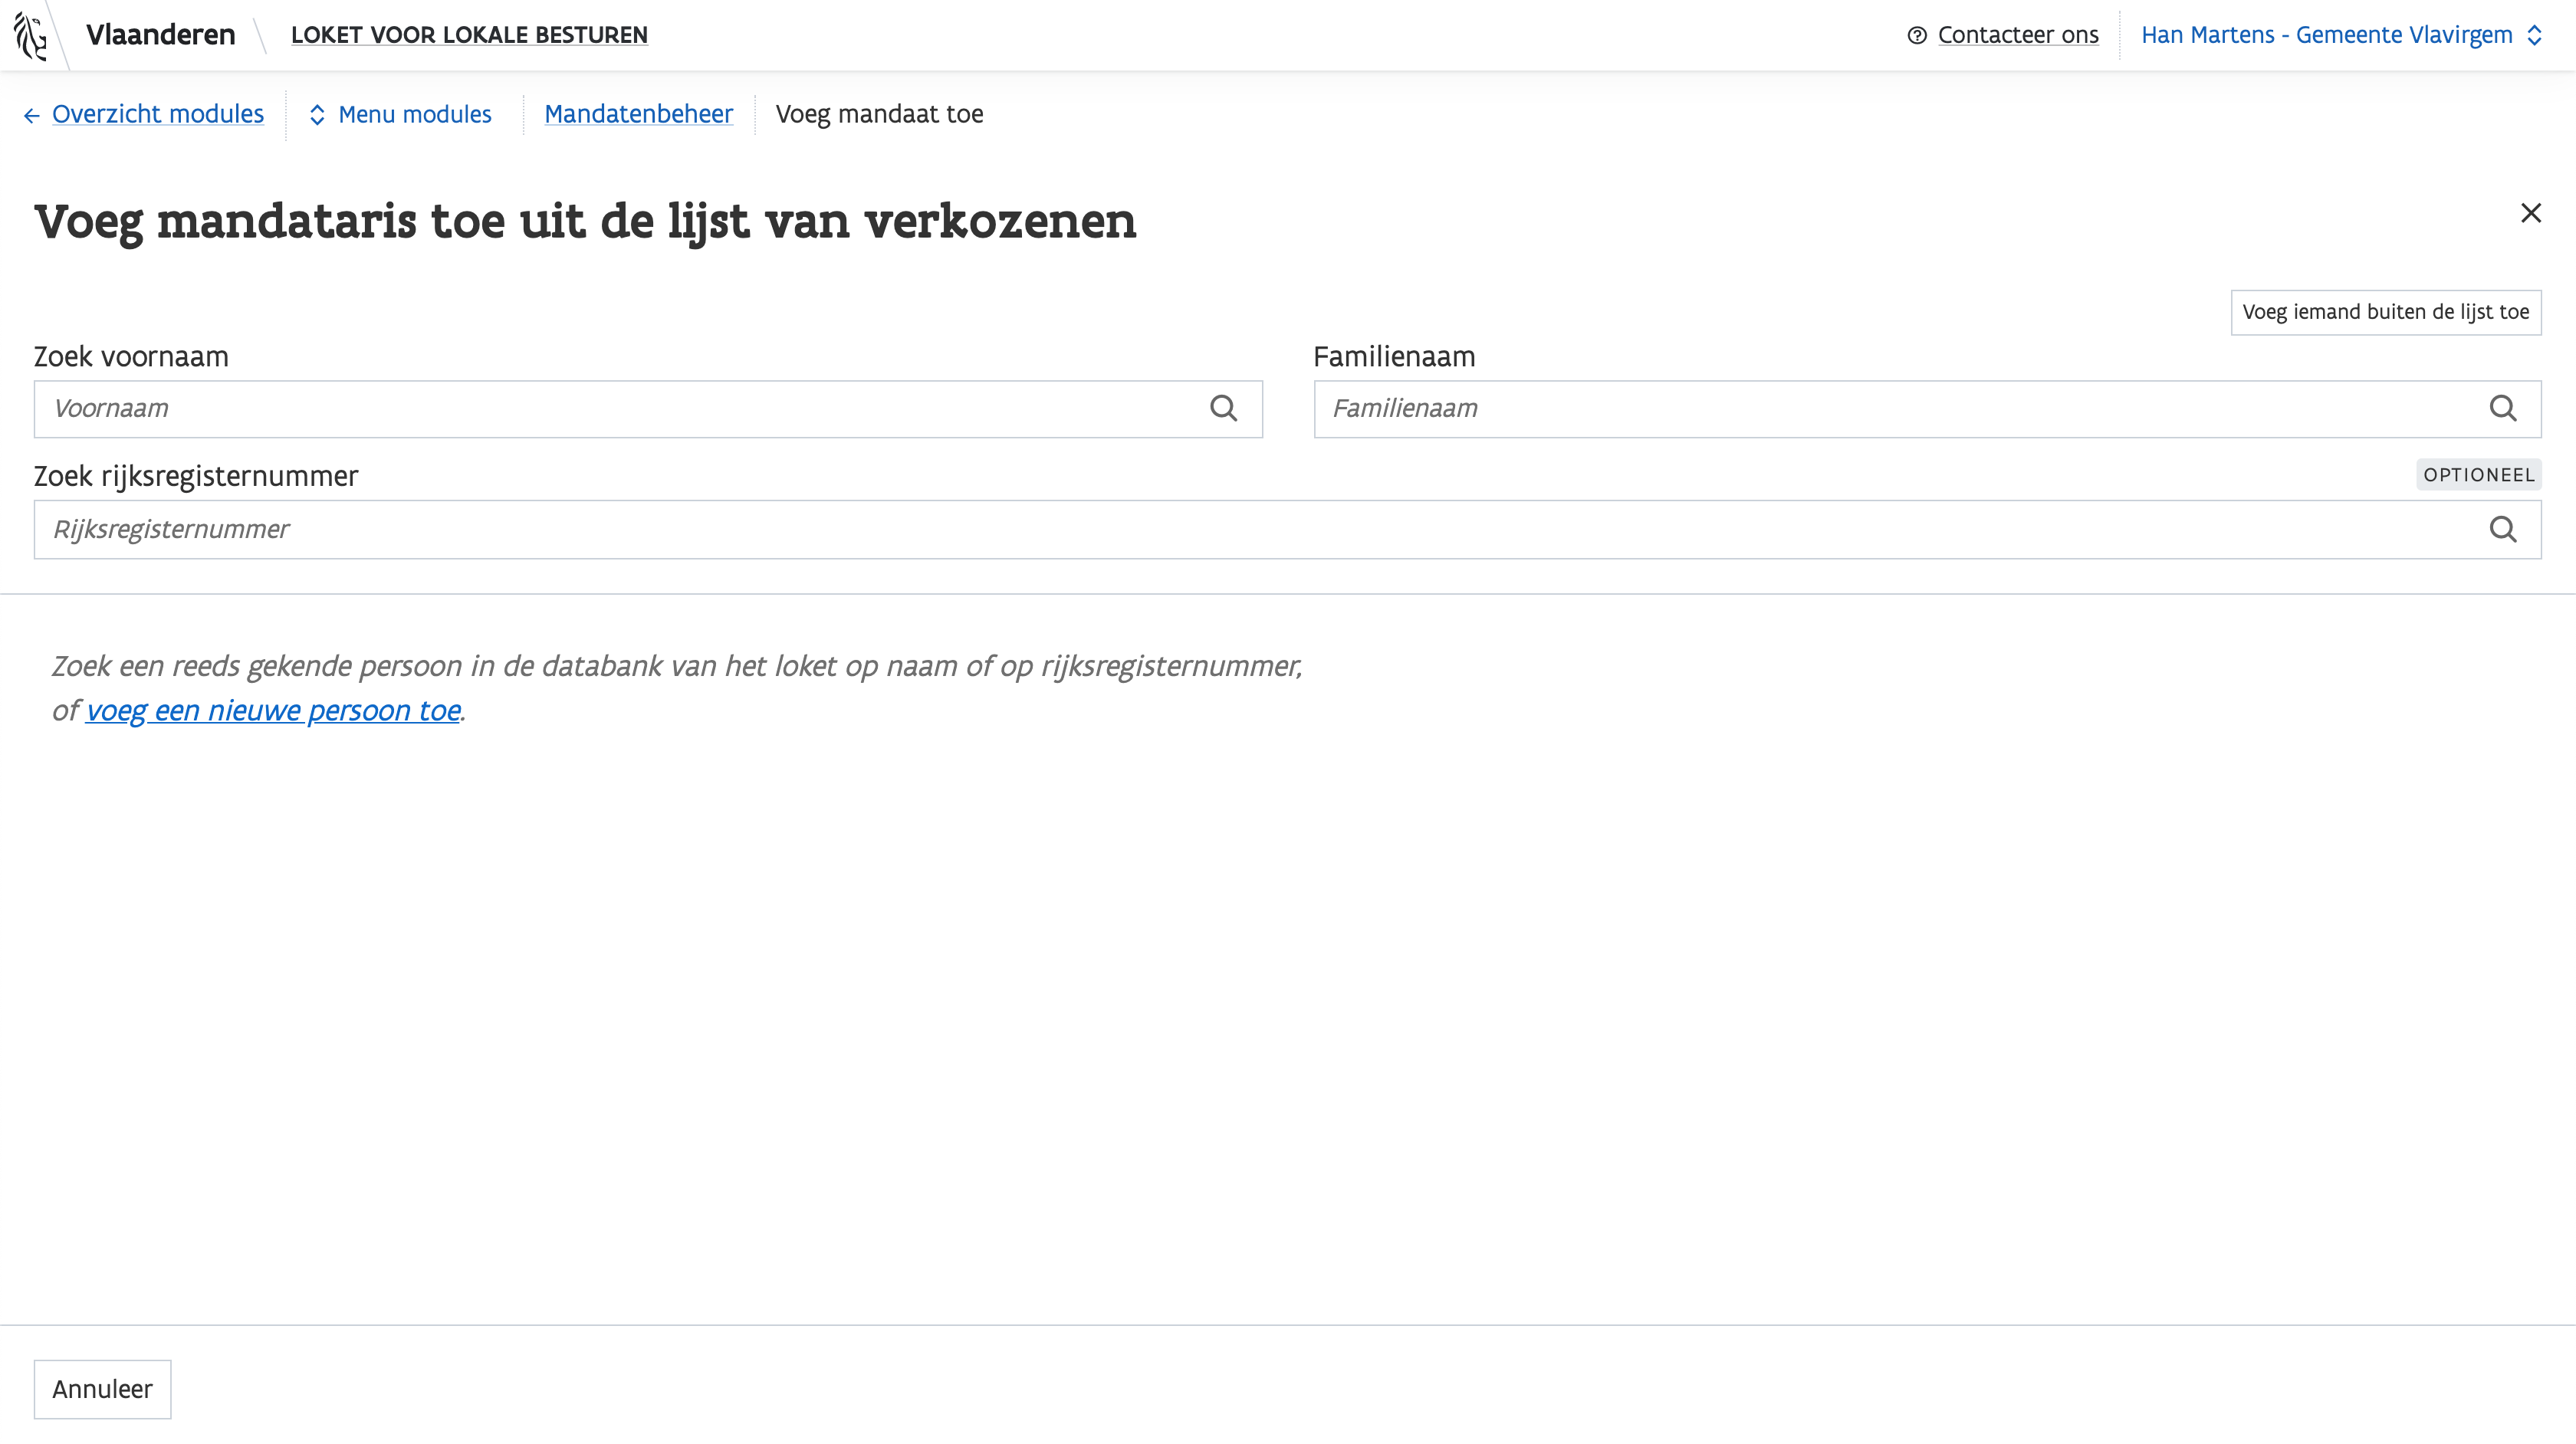 Vlaanderen
LOKET VOOR LOKALE BESTUREN
Contacteer ons
Han Martens - Gemeente Vlavirgem
Overzicht modules
Menu modules
Mandatenbeheer
Voeg mandaat toe
Voeg mandataris toe uit de lijst van verkozenen
Voeg iemand buiten de lijst toe
Zoek voornaam
Familienaam
Voornaam
Familienaam
Zoek rijksregisternummer
OPTIONEEL
Rijksregisternummer
Zoek een reeds gekende persoon in de databank van het loket op naam of op rijksregisternummer,
of voeg een nieuwe persoon toe.
Annuleer